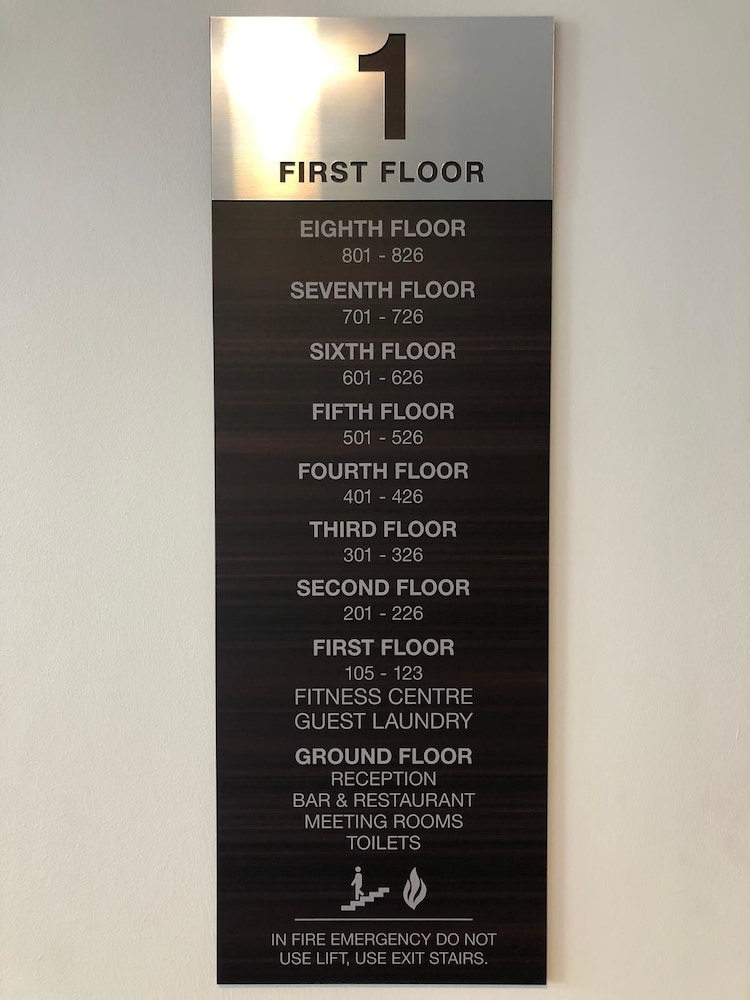 1
FIRST FLOOR
EIGHTH FLOOR
801 - 826
SEVENTH FLOOR
701 - 726
SIXTH FLOOR
601 - 626
FIFTH FLOOR
501 - 526
FOURTH FLOOR
401 - 426
THIRD FLOOR
301 - 326
SECOND FLOOR
201 - 226
FIRST FLOOR
105 - 123
FITNESS CENTRE
GUEST LAUNDRY
GROUND FLOOR
RECEPTION
BAR & RESTAURANT
MEETING ROOMS
TOILETS
IN FIRE EMERGENCY DO NOT
USE LIFT, USE EXIT STAIRS.